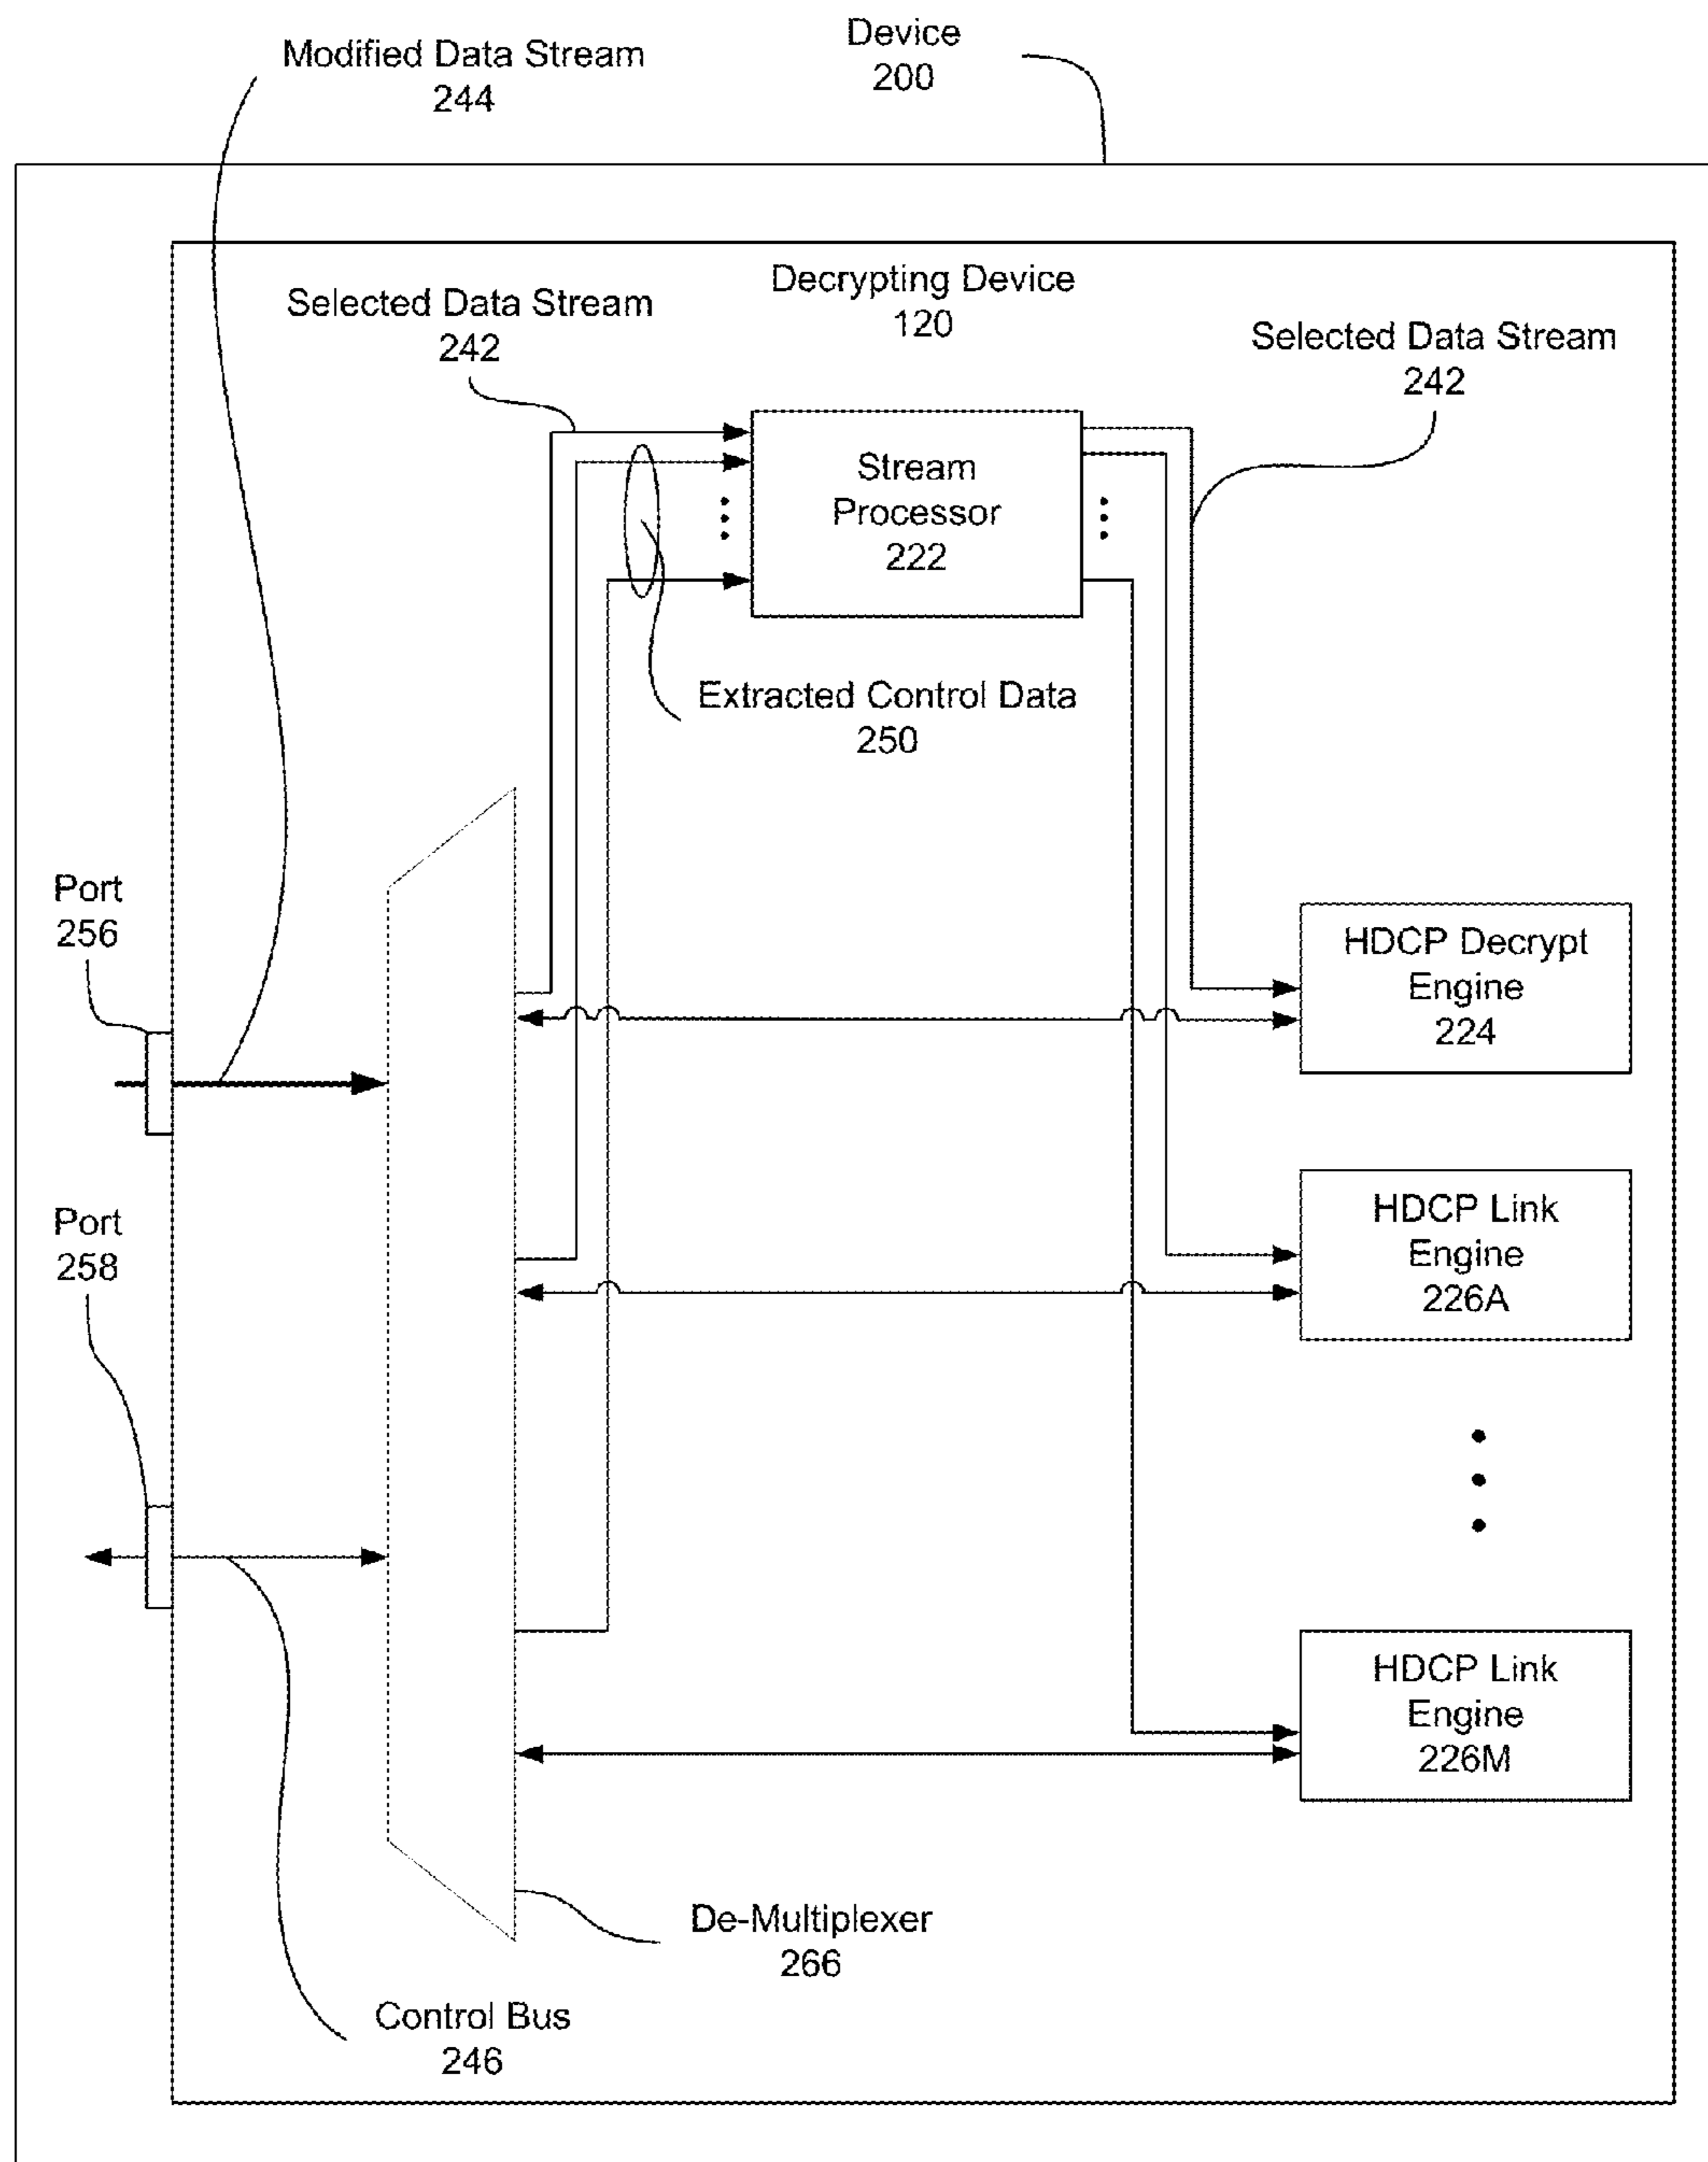 Device
200
Modified Data Stream
244
Decrypting Device
120
Selected Data Stream
242
Selected Data Stream
242
Stream
Processor
222
Extracted Control Data
250
Port
256
HDCP Decrypt
Engine
224
Port
258
HDCP Link
Engine
226A
HDCP Link
Engine
226M
De-Multiplexer
266
Control Bus
246